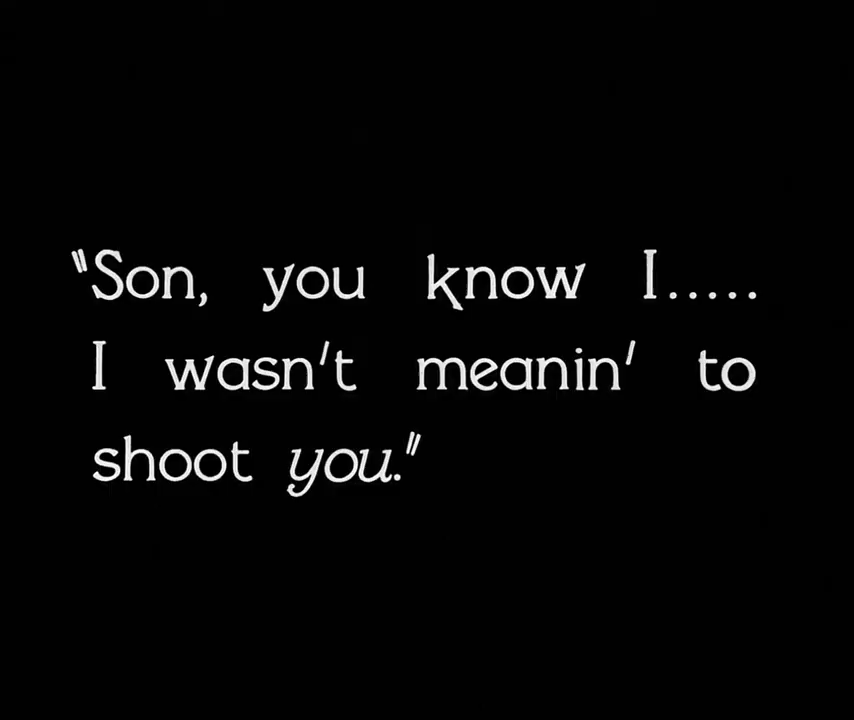 "Son, you know I.....
I wasn't meanin' to
shoot you."